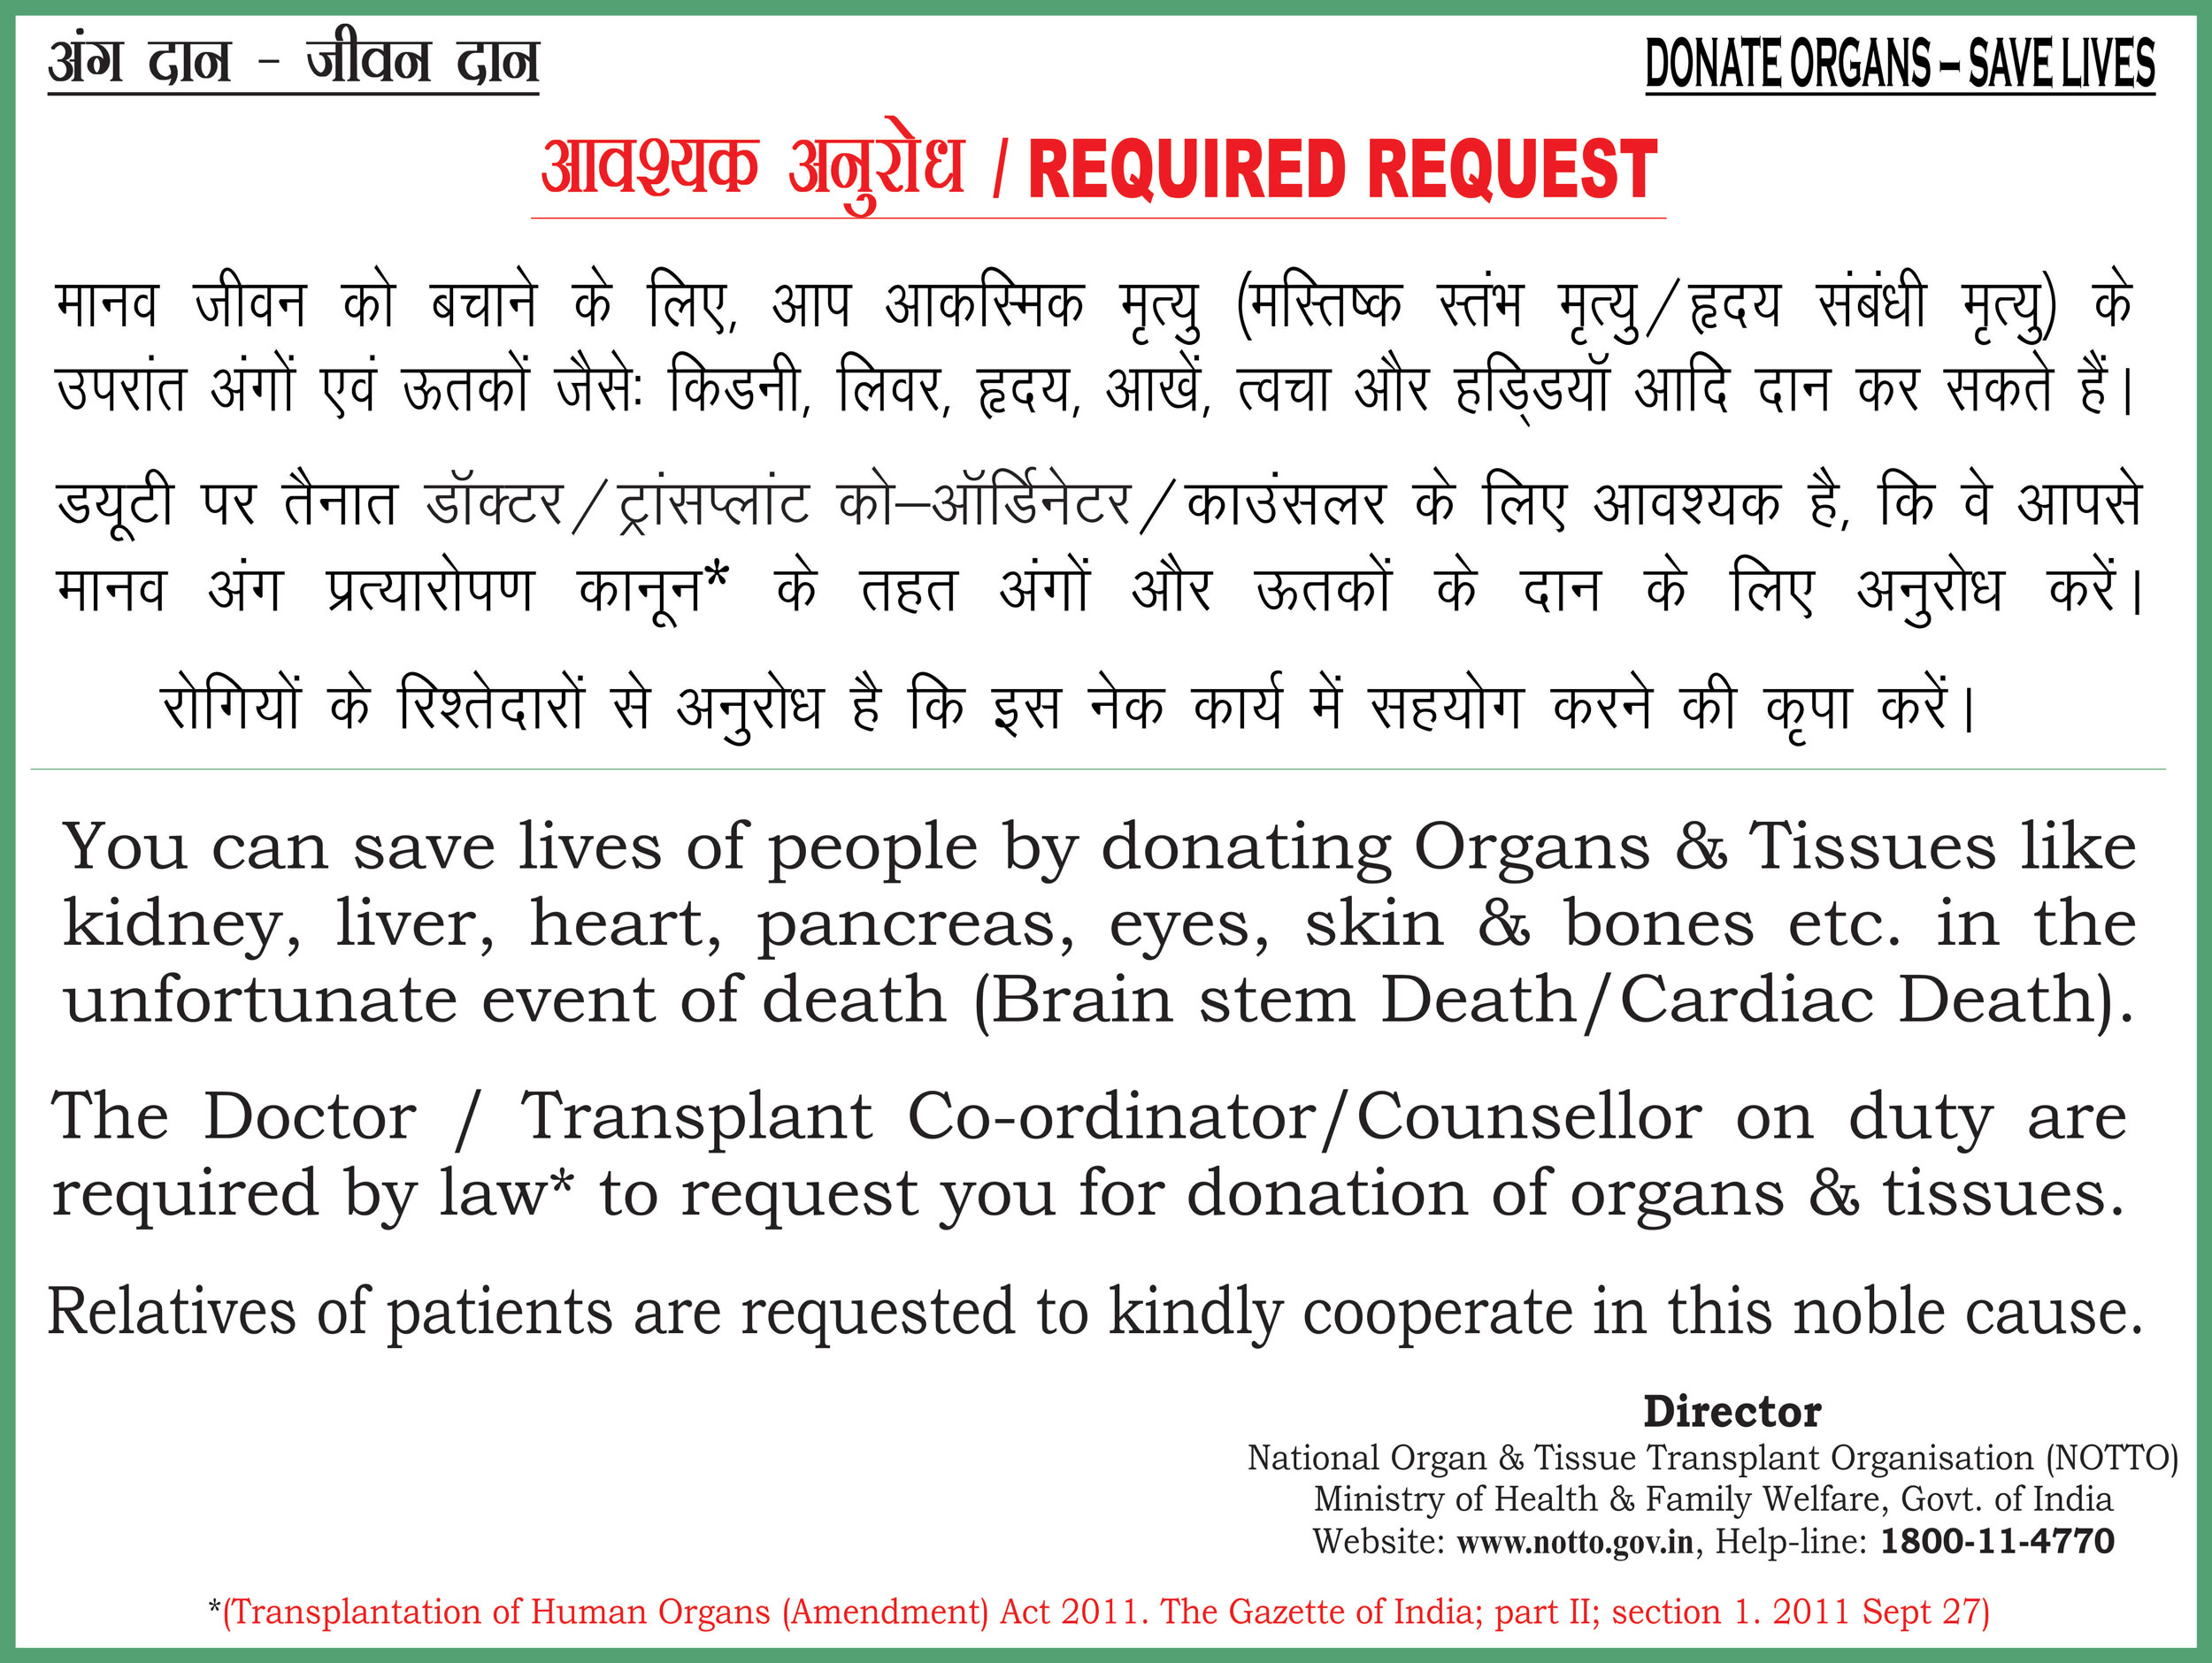 अंग दान - जीवन दान
DONATE ORGANS – SAVE LIVES
आवश्यक अनुरोध / REQUIRED REQUEST
मानव जीवन को बचाने के लिए, आप आकस्मिक मृत्यु (मस्तिष्क स्तंभ मृत्यु/हृदय संबंधी मृत्यु) के
उपरांत अंगों एवं ऊतकों जैसेः किडनी, लिवर, हृदय, आखें, त्वचा और हड्डियॉ आदि दान कर सकते हैं।
डयूटी पर तैनात डॉक्टर/ट्रांसप्लांट को–ऑर्डिनेटर/काउंसलर के लिए आवश्यक है, कि वे आपसे
मानव अंग प्रत्यारोपण कानून* के तहत अंगों और ऊतकों के दान के लिए अनुरोध करें।
रोगियों के रिश्तेदारों से अनुरोध है कि इस नेक कार्य में सहयोग करने की कृपा करें।
You can save lives of people by donating Organs & Tissues like
kidney, liver, heart, pancreas, eyes, skin & bones etc. in the
unfortunate event of death (Brain stem Death/Cardiac Death).
The Doctor / Transplant Co-ordinator/Counsellor on duty are
required by law* to request you for donation of organs & tissues.
Relatives of patients are requested to kindly cooperate in this noble cause.
Director
National Organ & Tissue Transplant Organisation (NOTTO)
Ministry of Health & Family Welfare, Govt. of India
Website: www.notto.gov.in, Help-line: 1800-11-4770
*(Transplantation of Human Organs (Amendment) Act 2011. The Gazette of India; part II; section 1. 2011 Sept 27)